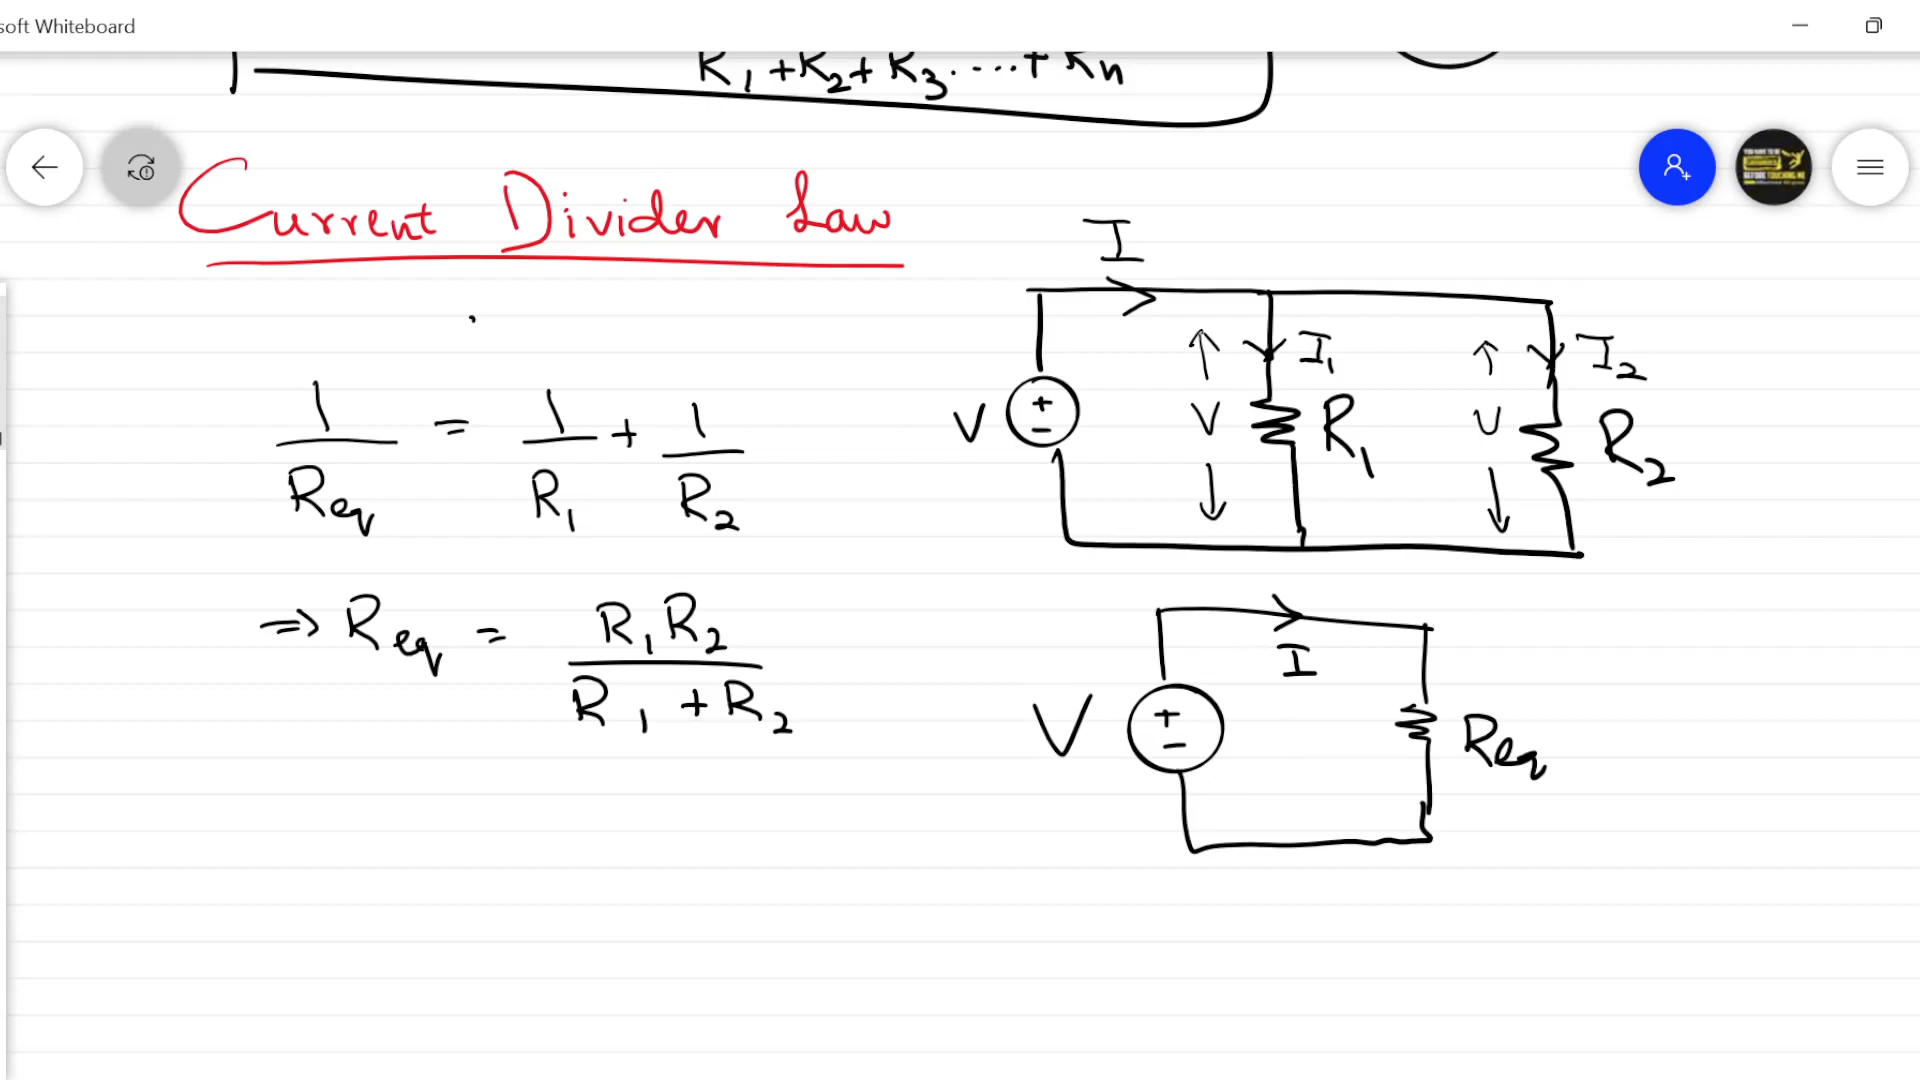 soft Whiteboard
R₁ + R₂ + R₃ ....+ Rn
Current Divider Law
I
1/Req = 1/R₁ + 1/R₂
V + − V I₁ R₁ V I₂ R₂
⇒ Req = R₁R₂/(R₁ + R₂)
I
V + − Req